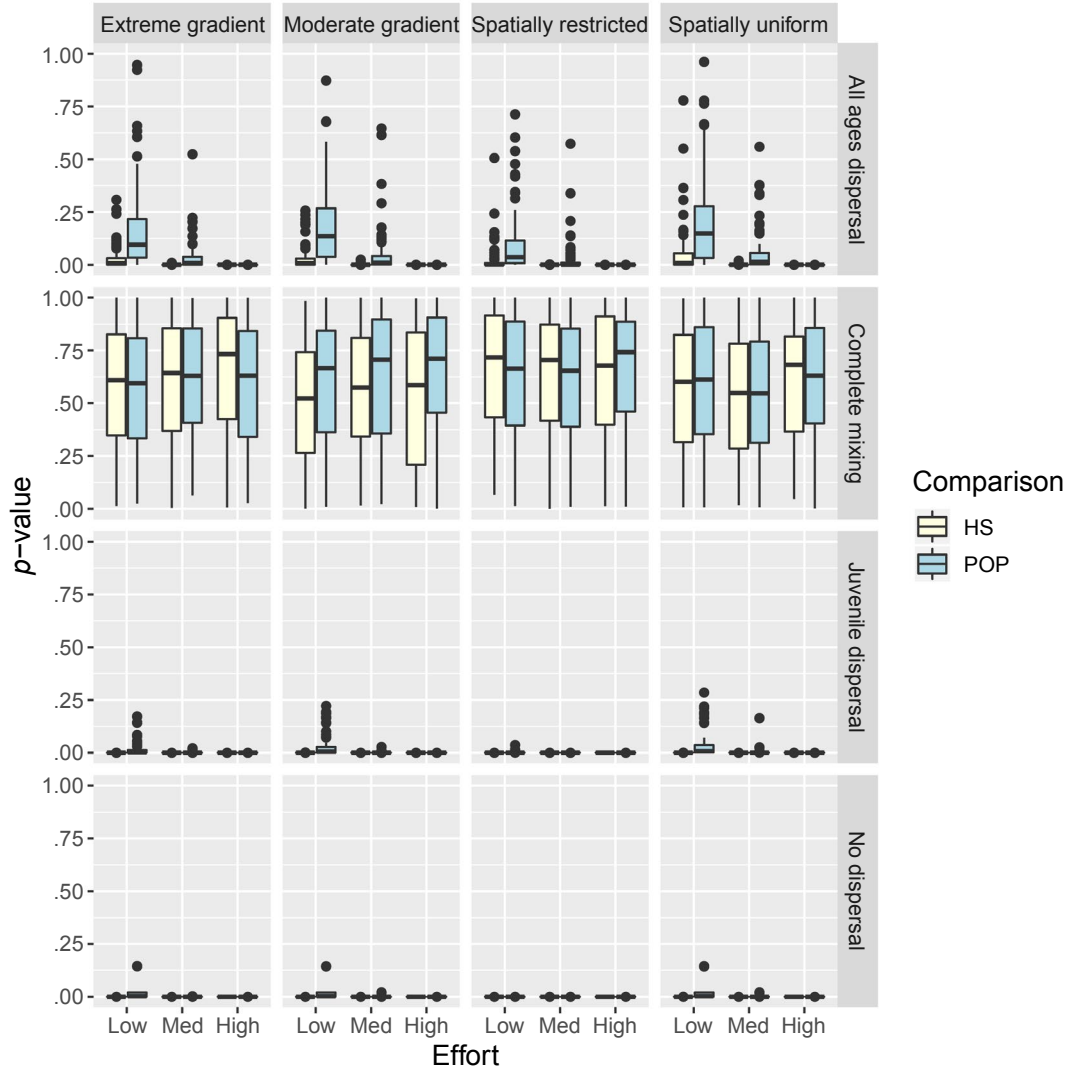 Extreme gradient Moderate gradient Spatially restricted Spatially uniform
1.00
.75
.50
.25
.00
All ages dispersal
1.00
.75
.50
.25
.00
Complete mixing
1.00
.75
.50
.25
.00
Juvenile dispersal
1.00
.75
.50
.25
.00
No dispersal
p−value
Low Med High Low Med High Low Med High Low Med High
Effort
Comparison
HS
POP